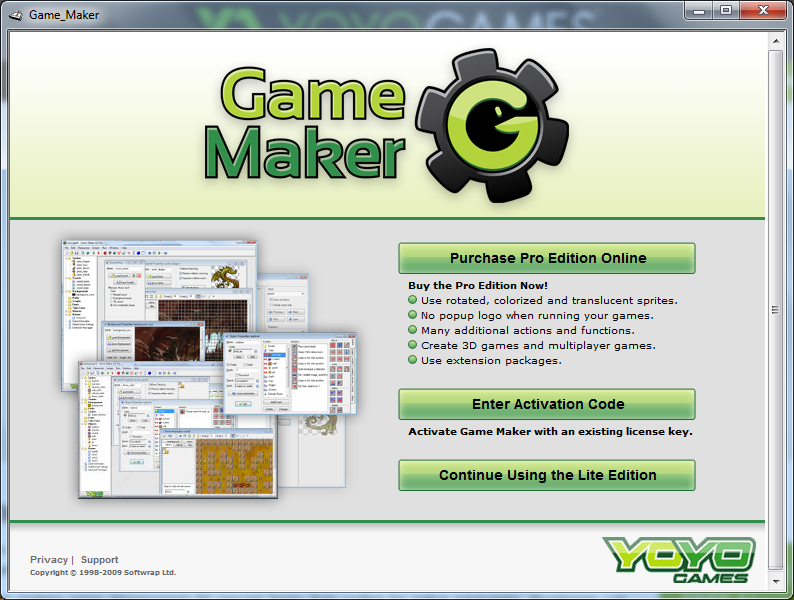 Game_Maker
YOYOGAMES
Game
Maker
Purchase Pro Edition Online
Buy the Pro Edition Now!
Use rotated, colorized and translucent sprites.
No popup logo when running your games.
Many additional actions and functions.
Create 3D games and multiplayer games.
Use extension packages.
Enter Activation Code
Activate Game Maker with an existing license key.
Continue Using the Lite Edition
Privacy | Support
Copyright © 1998-2009 Softwrap Ltd.
YOYO
GAMES